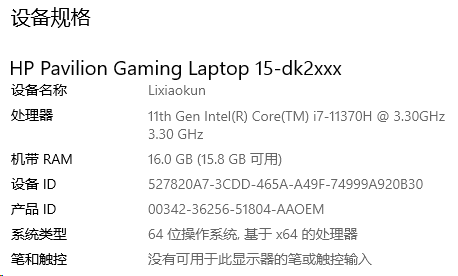 设备规格
HP Pavilion Gaming Laptop 15-dk2xxx
设备名称 Lixiaokun
处理器 11th Gen Intel(R) Core(TM) i7-11370H @ 3.30GHz
3.30 GHz
机带 RAM 16.0 GB (15.8 GB 可用)
设备 ID 527820A7-3CDD-465A-A49F-74999A920B30
产品 ID 00342-36256-51804-AAOEM
系统类型 64 位操作系统, 基于 x64 的处理器
笔和触控 没有可用于此显示器的笔或触控输入